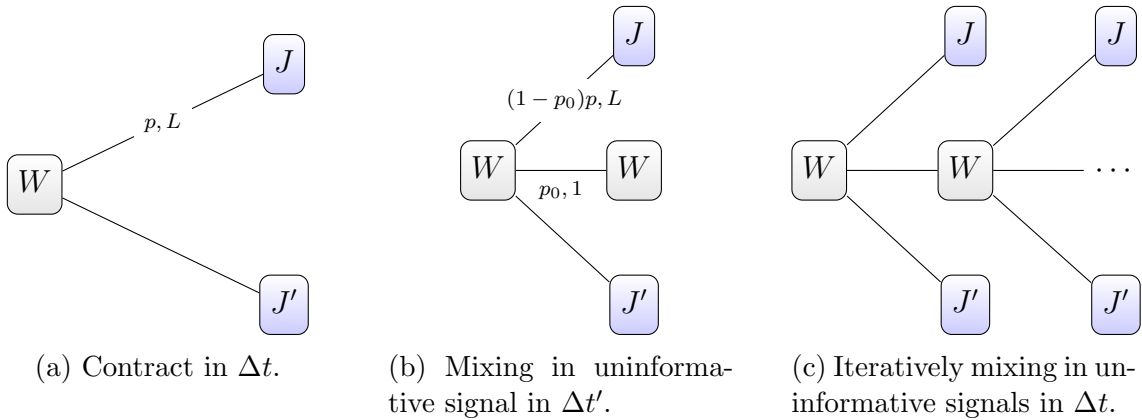 J
p, L
W
J′
(a) Contract in Δt.
J
(1 − p₀)p, L
W
W
p₀, 1
J′
(b) Mixing in uninforma-
tive signal in Δt′.
J
J
W
W
···
J′
J′
(c) Iteratively mixing in un-
informative signals in Δt.